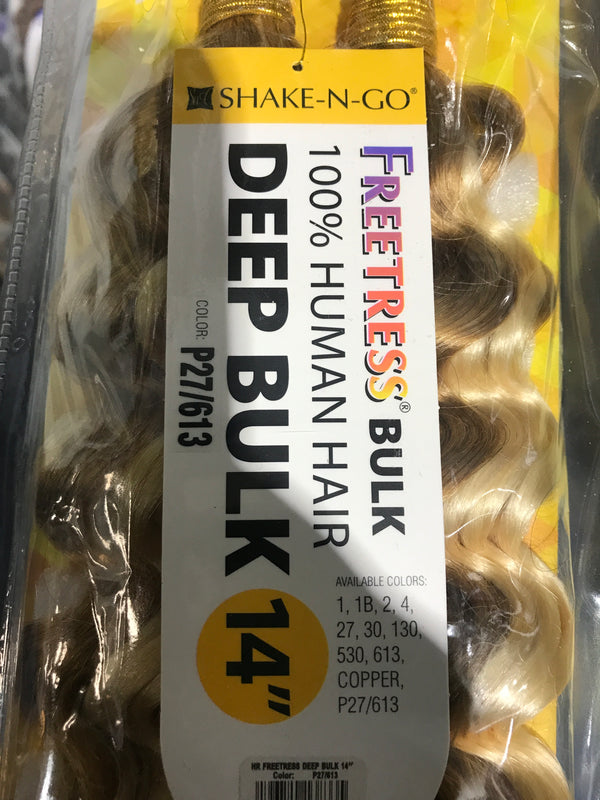 SHAKE-N-GO®
FREETRESS® BULK
100% HUMAN HAIR
DEEP BULK 14"
COLOR: P27/613
AVAILABLE COLORS:
1, 1B, 2, 4,
27, 30, 130,
530, 613,
COPPER,
P27/613
HR FREETRESS DEEP BULK 14"
Color: P27/613